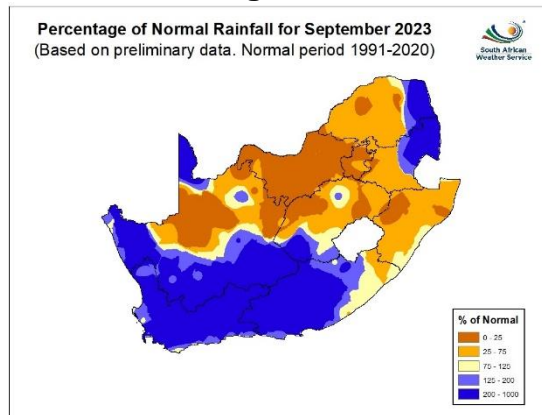 Percentage of Normal Rainfall for September 2023
(Based on preliminary data. Normal period 1991-2020)
South African
Weather Service
% of Normal
0 - 25
25 - 75
75 - 125
125 - 200
200 - 1000